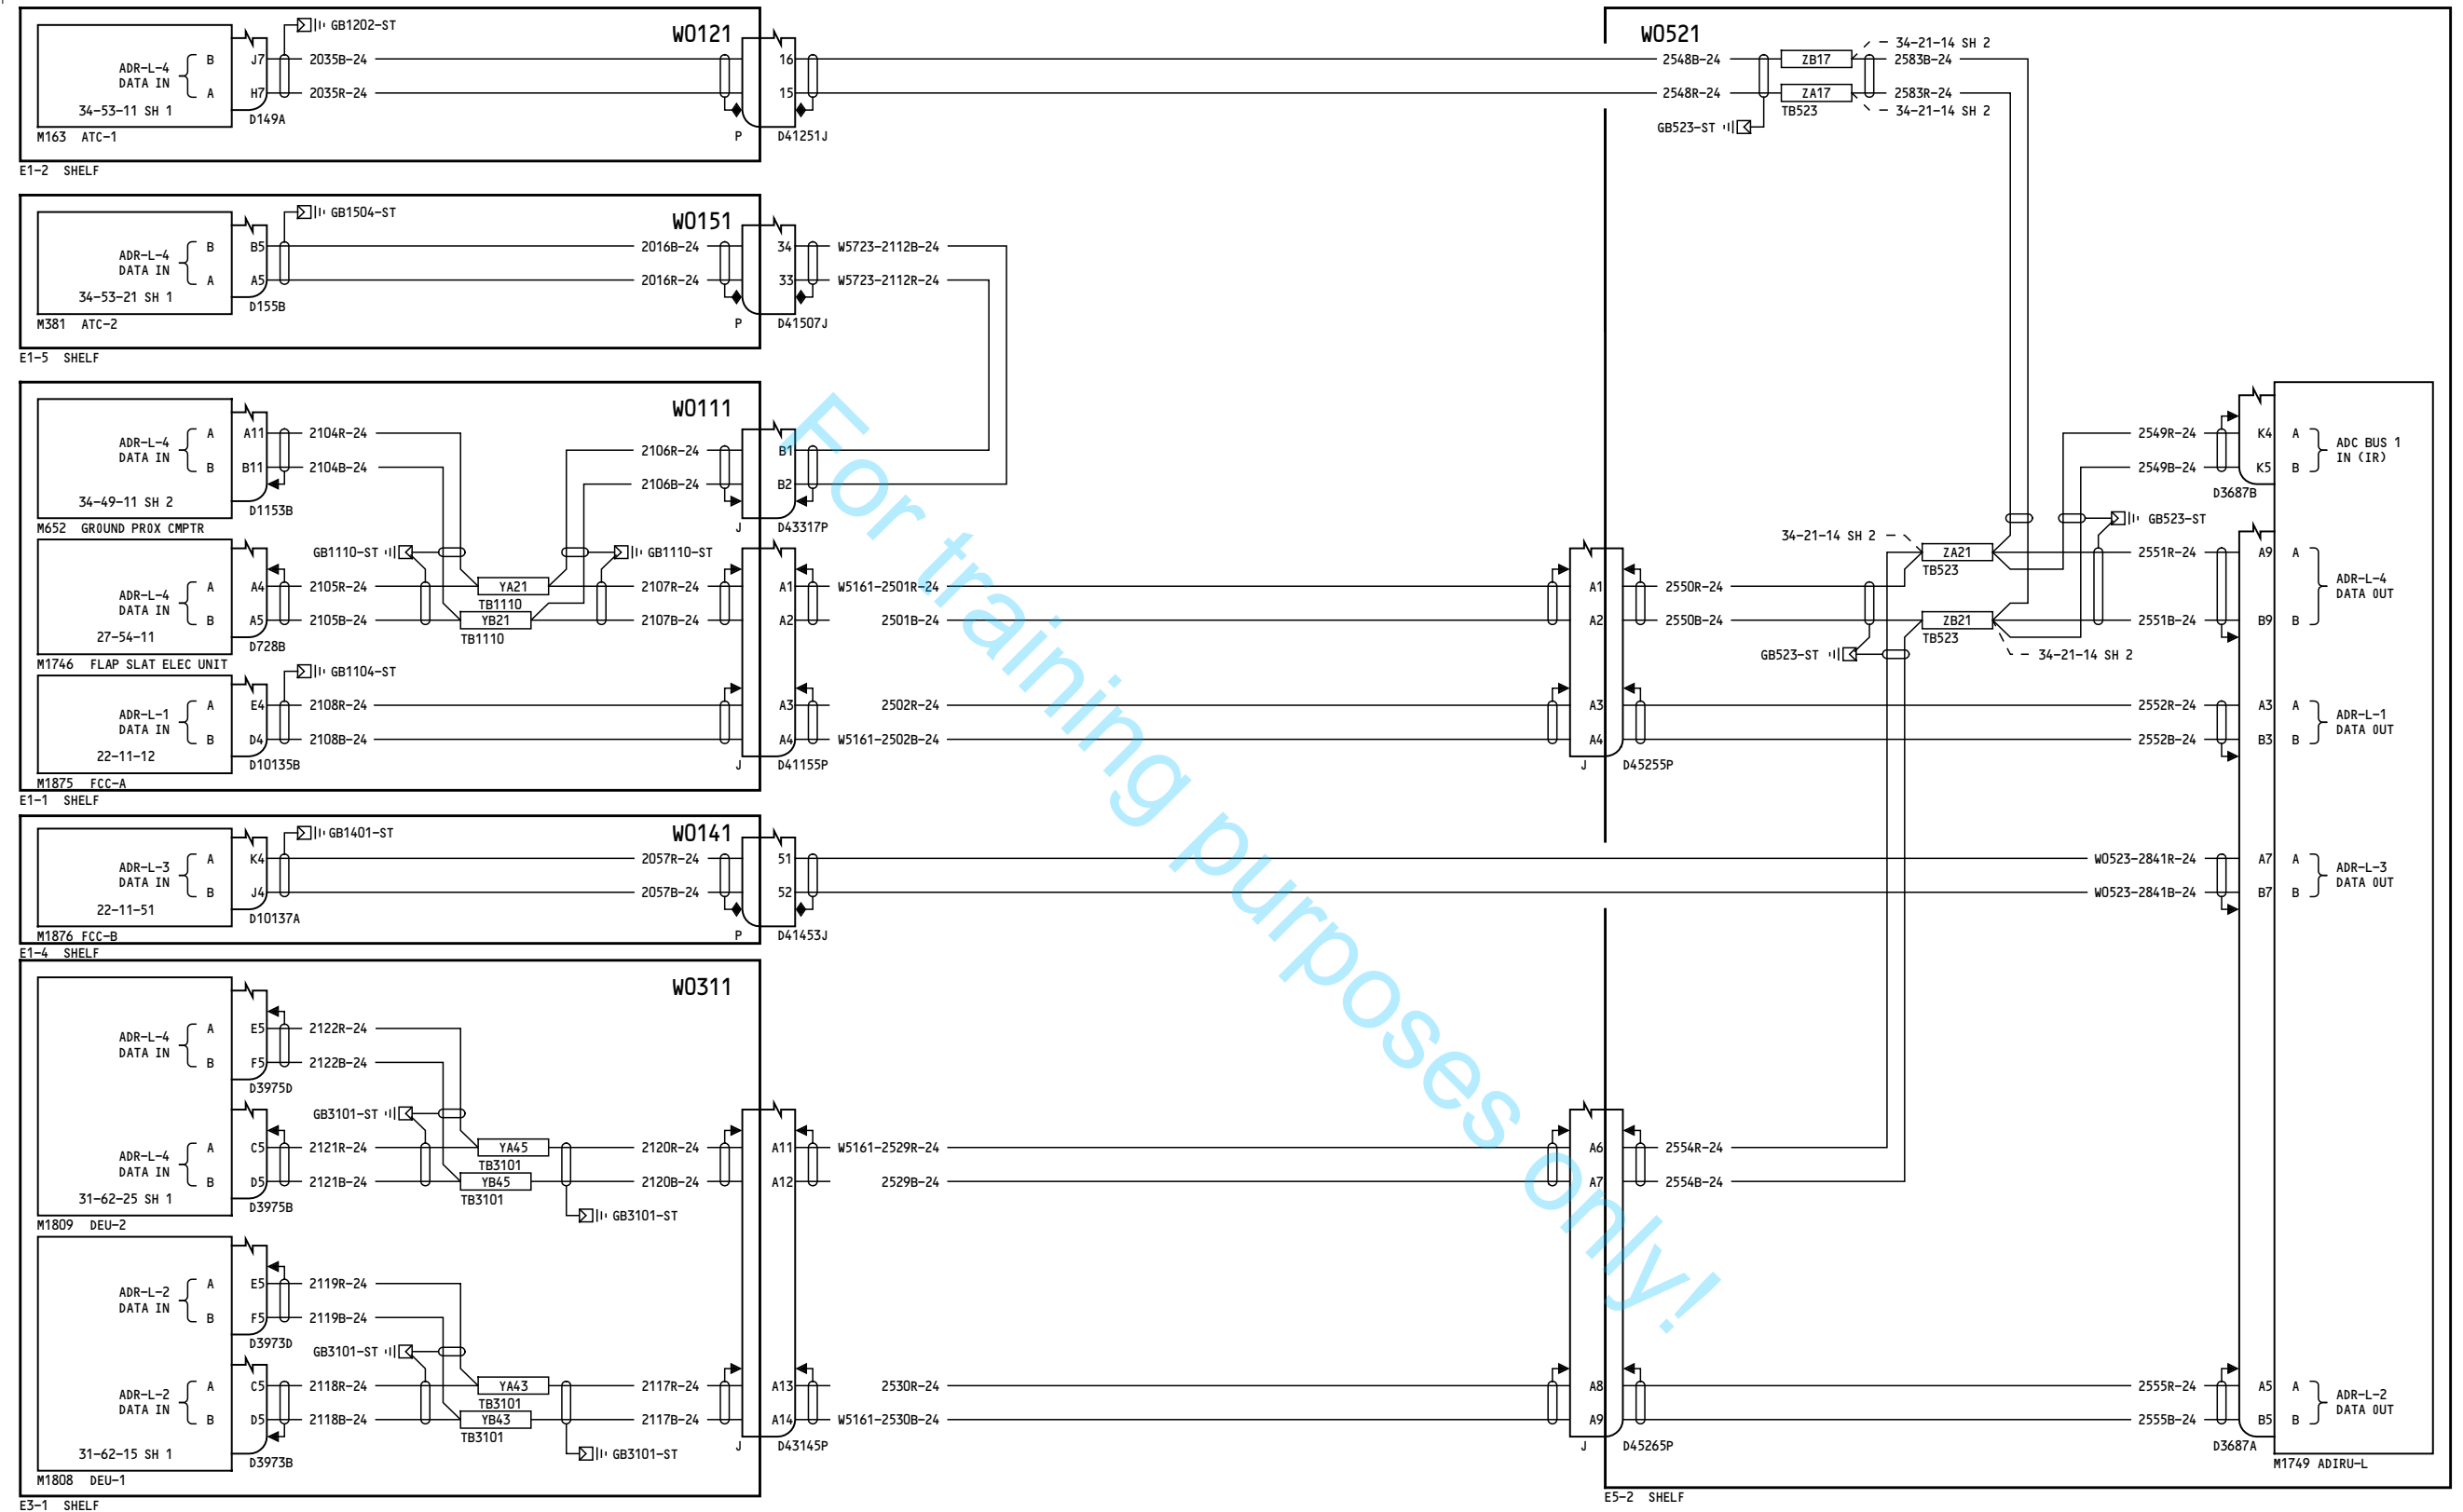 GB1202-ST
W0121
ADR-L-4
DATA IN
B
A
J7
H7
2035B-24
2035R-24
16
15
34-53-11 SH 1
D149A
M163 ATC-1
P
D41251J
E1-2 SHELF
W0521
2548B-24
2548R-24
ZB17
ZA17
TB523
34-21-14 SH 2
2583B-24
2583R-24
34-21-14 SH 2
GB523-ST
GB1504-ST
W0151
ADR-L-4
DATA IN
B
A
B5
A5
2016B-24
2016R-24
34
33
W5723-2112B-24
W5723-2112R-24
34-53-21 SH 1
D155B
M381 ATC-2
P
D41507J
E1-5 SHELF
W0111
ADR-L-4
DATA IN
A
B
A11
B11
2104R-24
2104B-24
2106R-24
2106B-24
B1
B2
34-49-11 SH 2
D1153B
M652 GROUND PROX CMPTR
J
D43317P
GB1110-ST
GB1110-ST
ADR-L-4
DATA IN
A
B
A4
A5
2105R-24
2105B-24
YA21
TB1110
YB21
TB1110
2107R-24
2107B-24
A1
A2
W5161-2501R-24
2501B-24
A1
A2
2550R-24
2550B-24
27-54-11
D728B
M1746 FLAP SLAT ELEC UNIT
GB1104-ST
ADR-L-1
DATA IN
A
B
E4
D4
2108R-24
2108B-24
A3
A4
2502R-24
W5161-2502B-24
A3
A4
22-11-12
D10135B
M1875 FCC-A
J
D41155P
J
D45255P
E1-1 SHELF
34-21-14 SH 2
ZA21
TB523
ZB21
TB523
34-21-14 SH 2
GB523-ST
GB523-ST
2549R-24
2549B-24
K4
K5
A
B
ADC BUS 1
IN (IR)
D3687B
2551R-24
2551B-24
A9
B9
A
B
ADR-L-4
DATA OUT
2552R-24
2552B-24
A3
B3
A
B
ADR-L-1
DATA OUT
GB1401-ST
W0141
ADR-L-3
DATA IN
A
B
K4
J4
2057R-24
2057B-24
51
52
W0523-2841R-24
W0523-2841B-24
A7
B7
A
B
ADR-L-3
DATA OUT
22-11-51
D10137A
M1876 FCC-B
P
D41453J
E1-4 SHELF
W0311
ADR-L-4
DATA IN
A
B
E5
F5
2122R-24
2122B-24
D3975D
GB3101-ST
ADR-L-4
DATA IN
A
B
C5
D5
2121R-24
2121B-24
YA45
TB3101
YB45
TB3101
2120R-24
2120B-24
A11
A12
W5161-2529R-24
2529B-24
A6
A7
2554R-24
2554B-24
31-62-25 SH 1
D3975B
GB3101-ST
M1809 DEU-2
ADR-L-2
DATA IN
A
B
E5
F5
2119R-24
2119B-24
D3973D
GB3101-ST
ADR-L-2
DATA IN
A
B
C5
D5
2118R-24
2118B-24
YA43
TB3101
YB43
TB3101
2117R-24
2117B-24
A13
A14
2530R-24
W5161-2530B-24
A8
A9
2555R-24
2555B-24
A5
B5
A
B
ADR-L-2
DATA OUT
31-62-15 SH 1
D3973B
GB3101-ST
J
D43145P
J
D45265P
D3687A
M1749 ADIRU-L
M1808 DEU-1
E3-1 SHELF
E5-2 SHELF
For training purposes only!